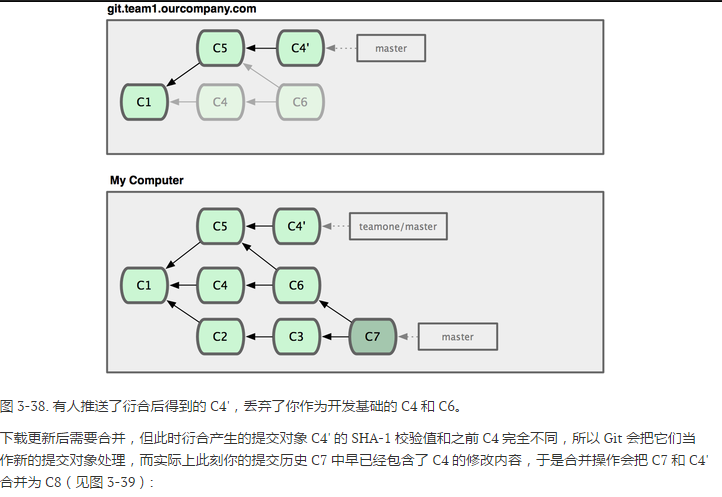 git.team1.ourcompany.com
C5
C4'
master
C1
C4
C6
My Computer
C5
C4'
teamone/master
C1
C4
C6
C2
C3
C7
master
图 3-38. 有人推送了衍合后得到的 C4'，丢弃了你作为开发基础的 C4 和 C6。
下载更新后需要合并，但此时衍合产生的提交对象 C4' 的 SHA-1 校验值和之前 C4 完全不同，所以 Git 会把它们当
作新的提交对象处理，而实际上此刻你的提交历史 C7 中早已经包含了 C4 的修改内容，于是合并操作会把 C7 和 C4'
合并为 C8（见图 3-39）: